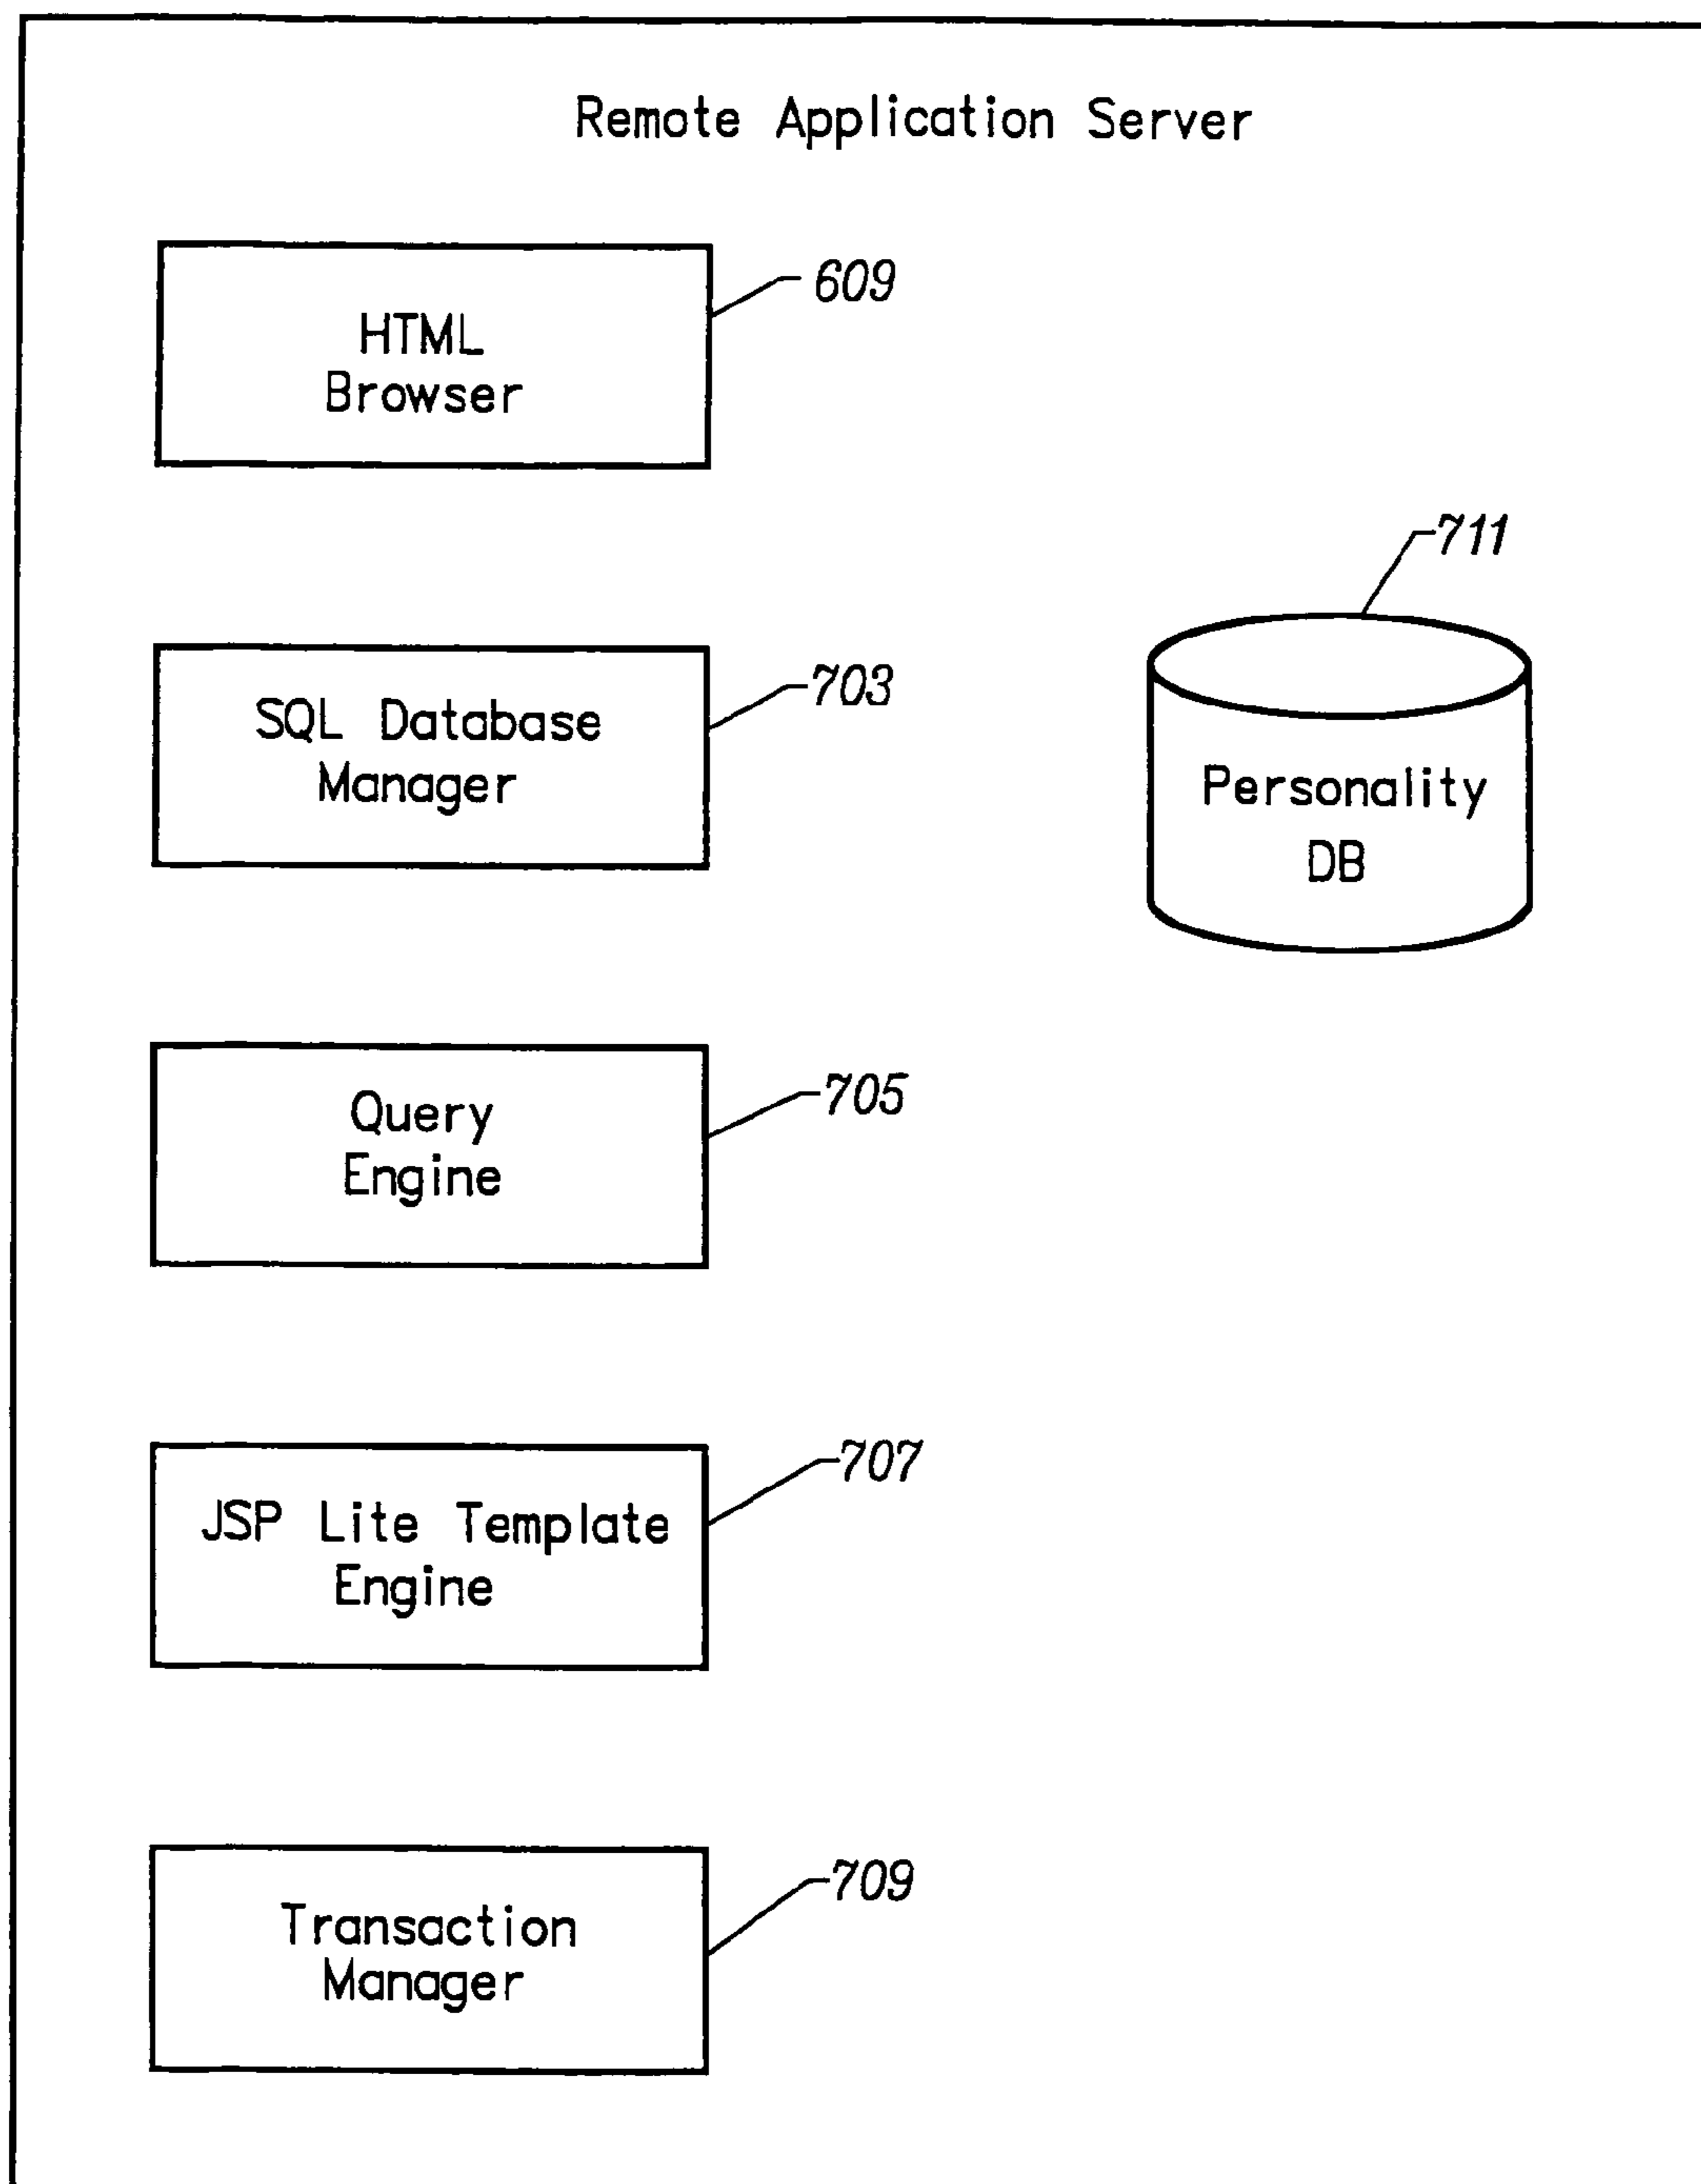 Remote Application Server
609
HTML
Browser
711
703
SQL Database
Manager
Personality
DB
705
Query
Engine
707
JSP Lite Template
Engine
709
Transaction
Manager